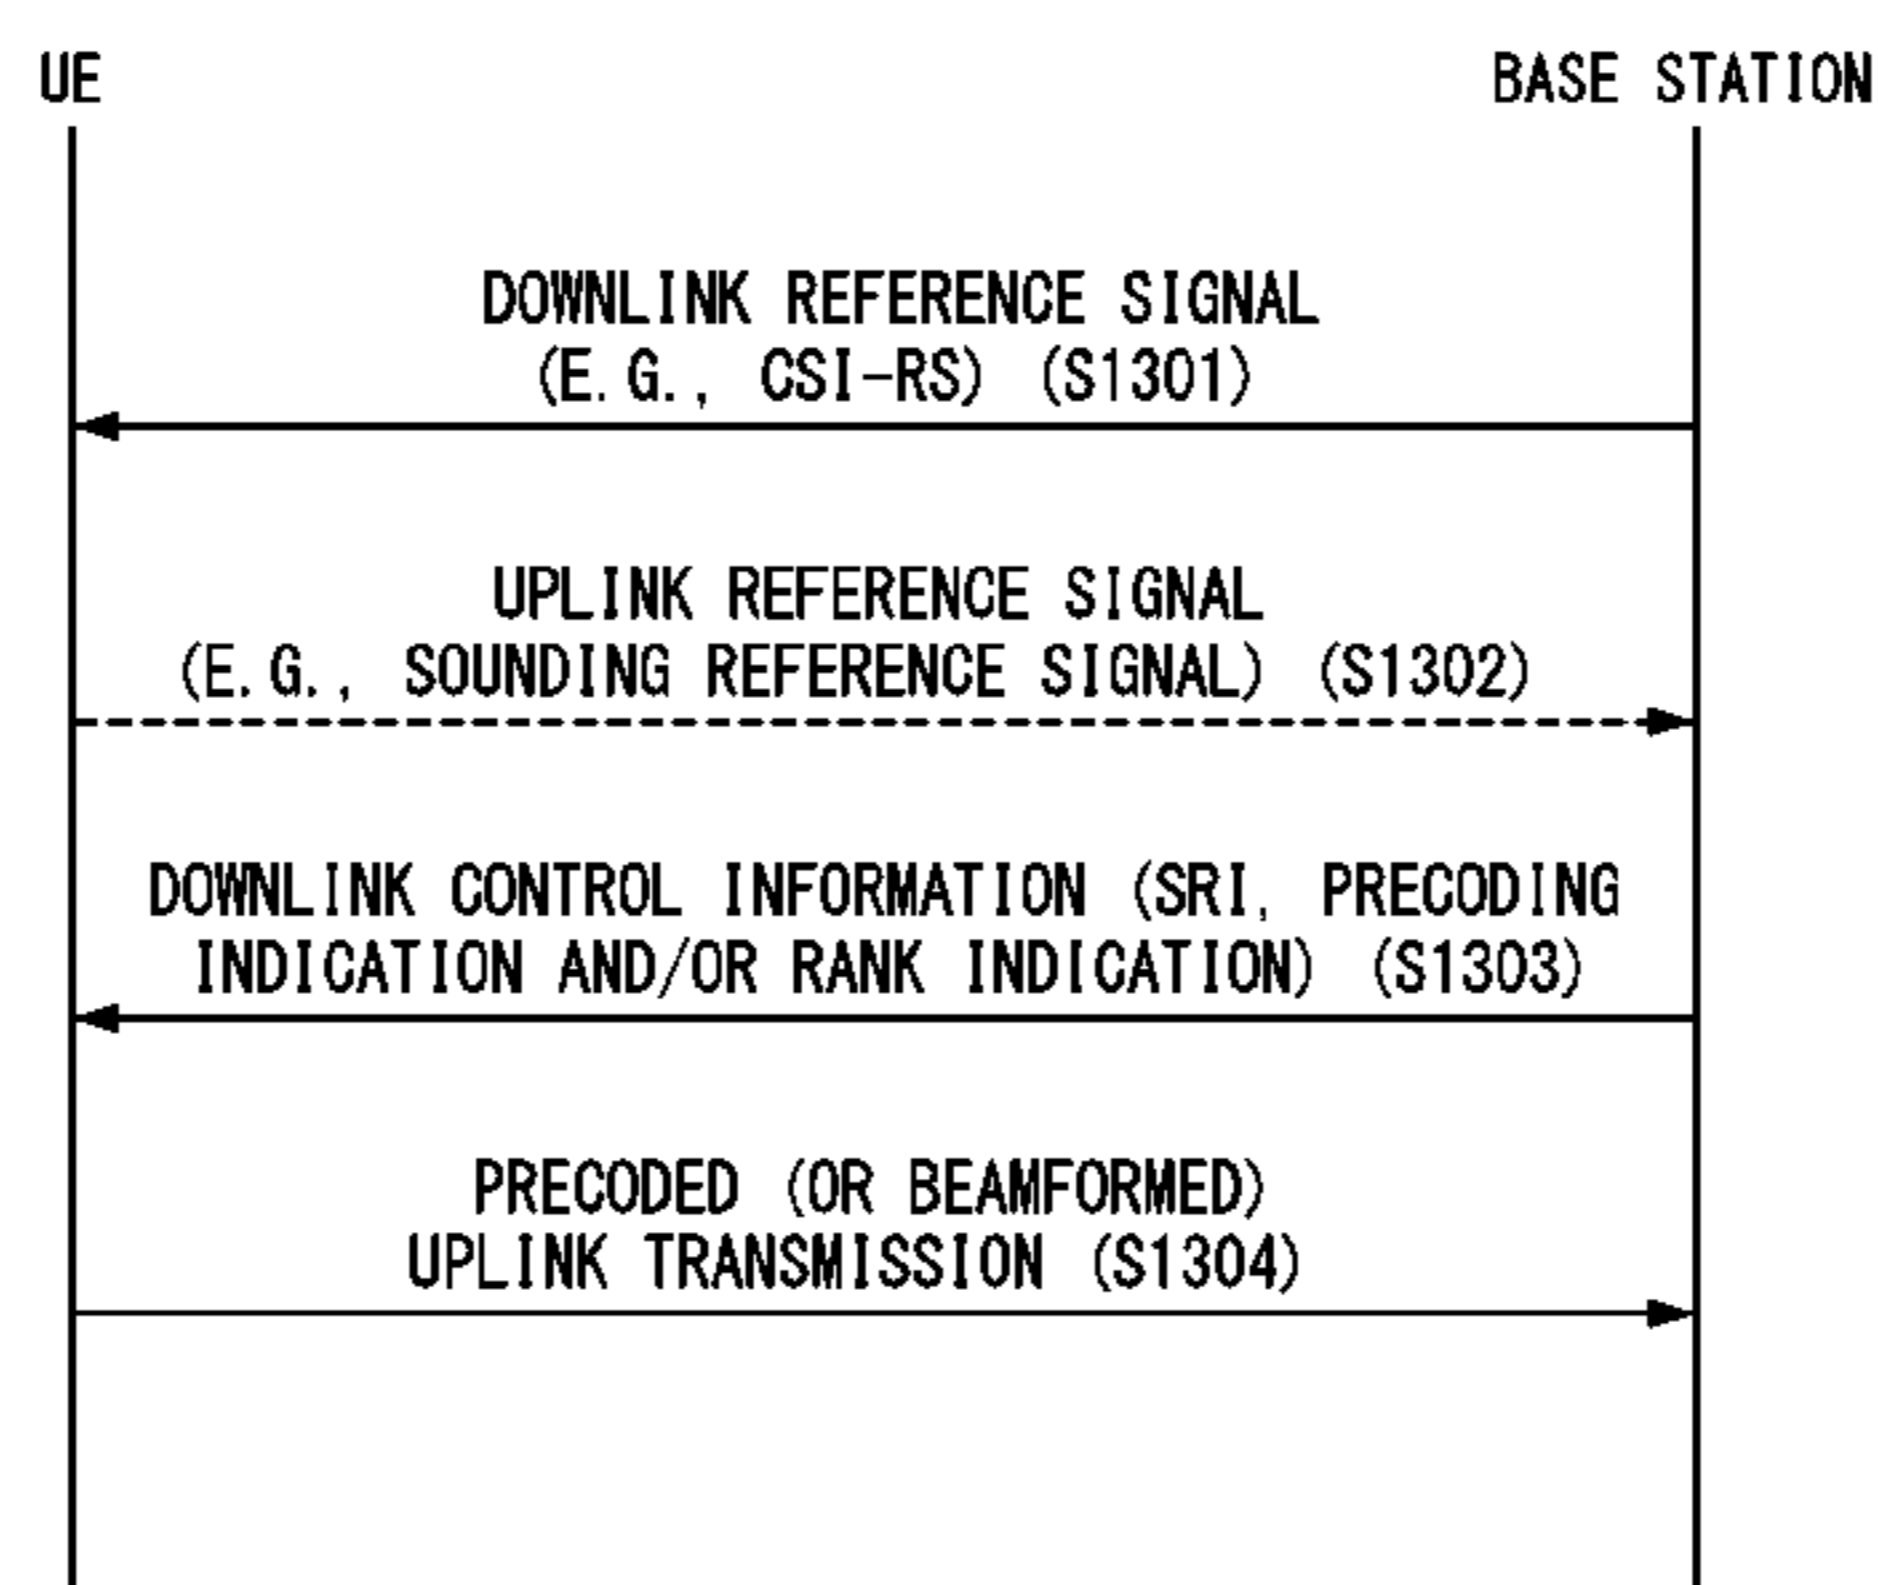 UE
BASE STATION
DOWNLINK REFERENCE SIGNAL
(E.G., CSI-RS) (S1301)
UPLINK REFERENCE SIGNAL
(E.G., SOUNDING REFERENCE SIGNAL) (S1302)
DOWNLINK CONTROL INFORMATION (SRI, PRECODING
INDICATION AND/OR RANK INDICATION) (S1303)
PRECODED (OR BEAMFORMED)
UPLINK TRANSMISSION (S1304)